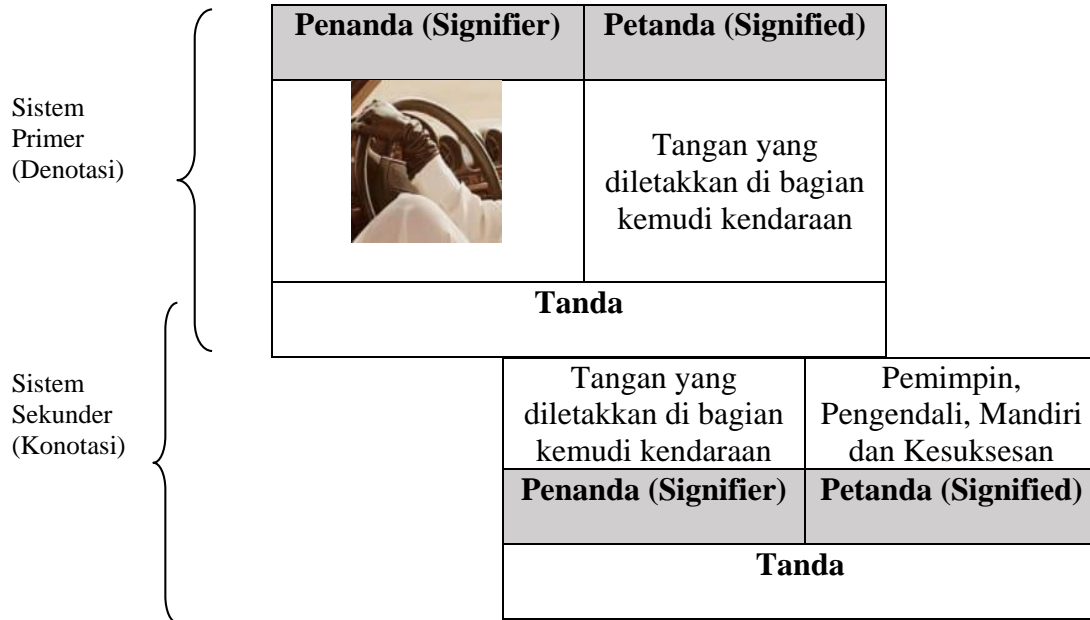 Penanda (Signifier)
Petanda (Signified)
Sistem
Primer
(Denotasi)
Tangan yang
diletakkan di bagian
kemudi kendaraan
Tanda
Sistem
Sekunder
(Konotasi)
Tangan yang
diletakkan di bagian
kemudi kendaraan
Pemimpin,
Pengendali, Mandiri
dan Kesuksesan
Penanda (Signifier)
Petanda (Signified)
Tanda